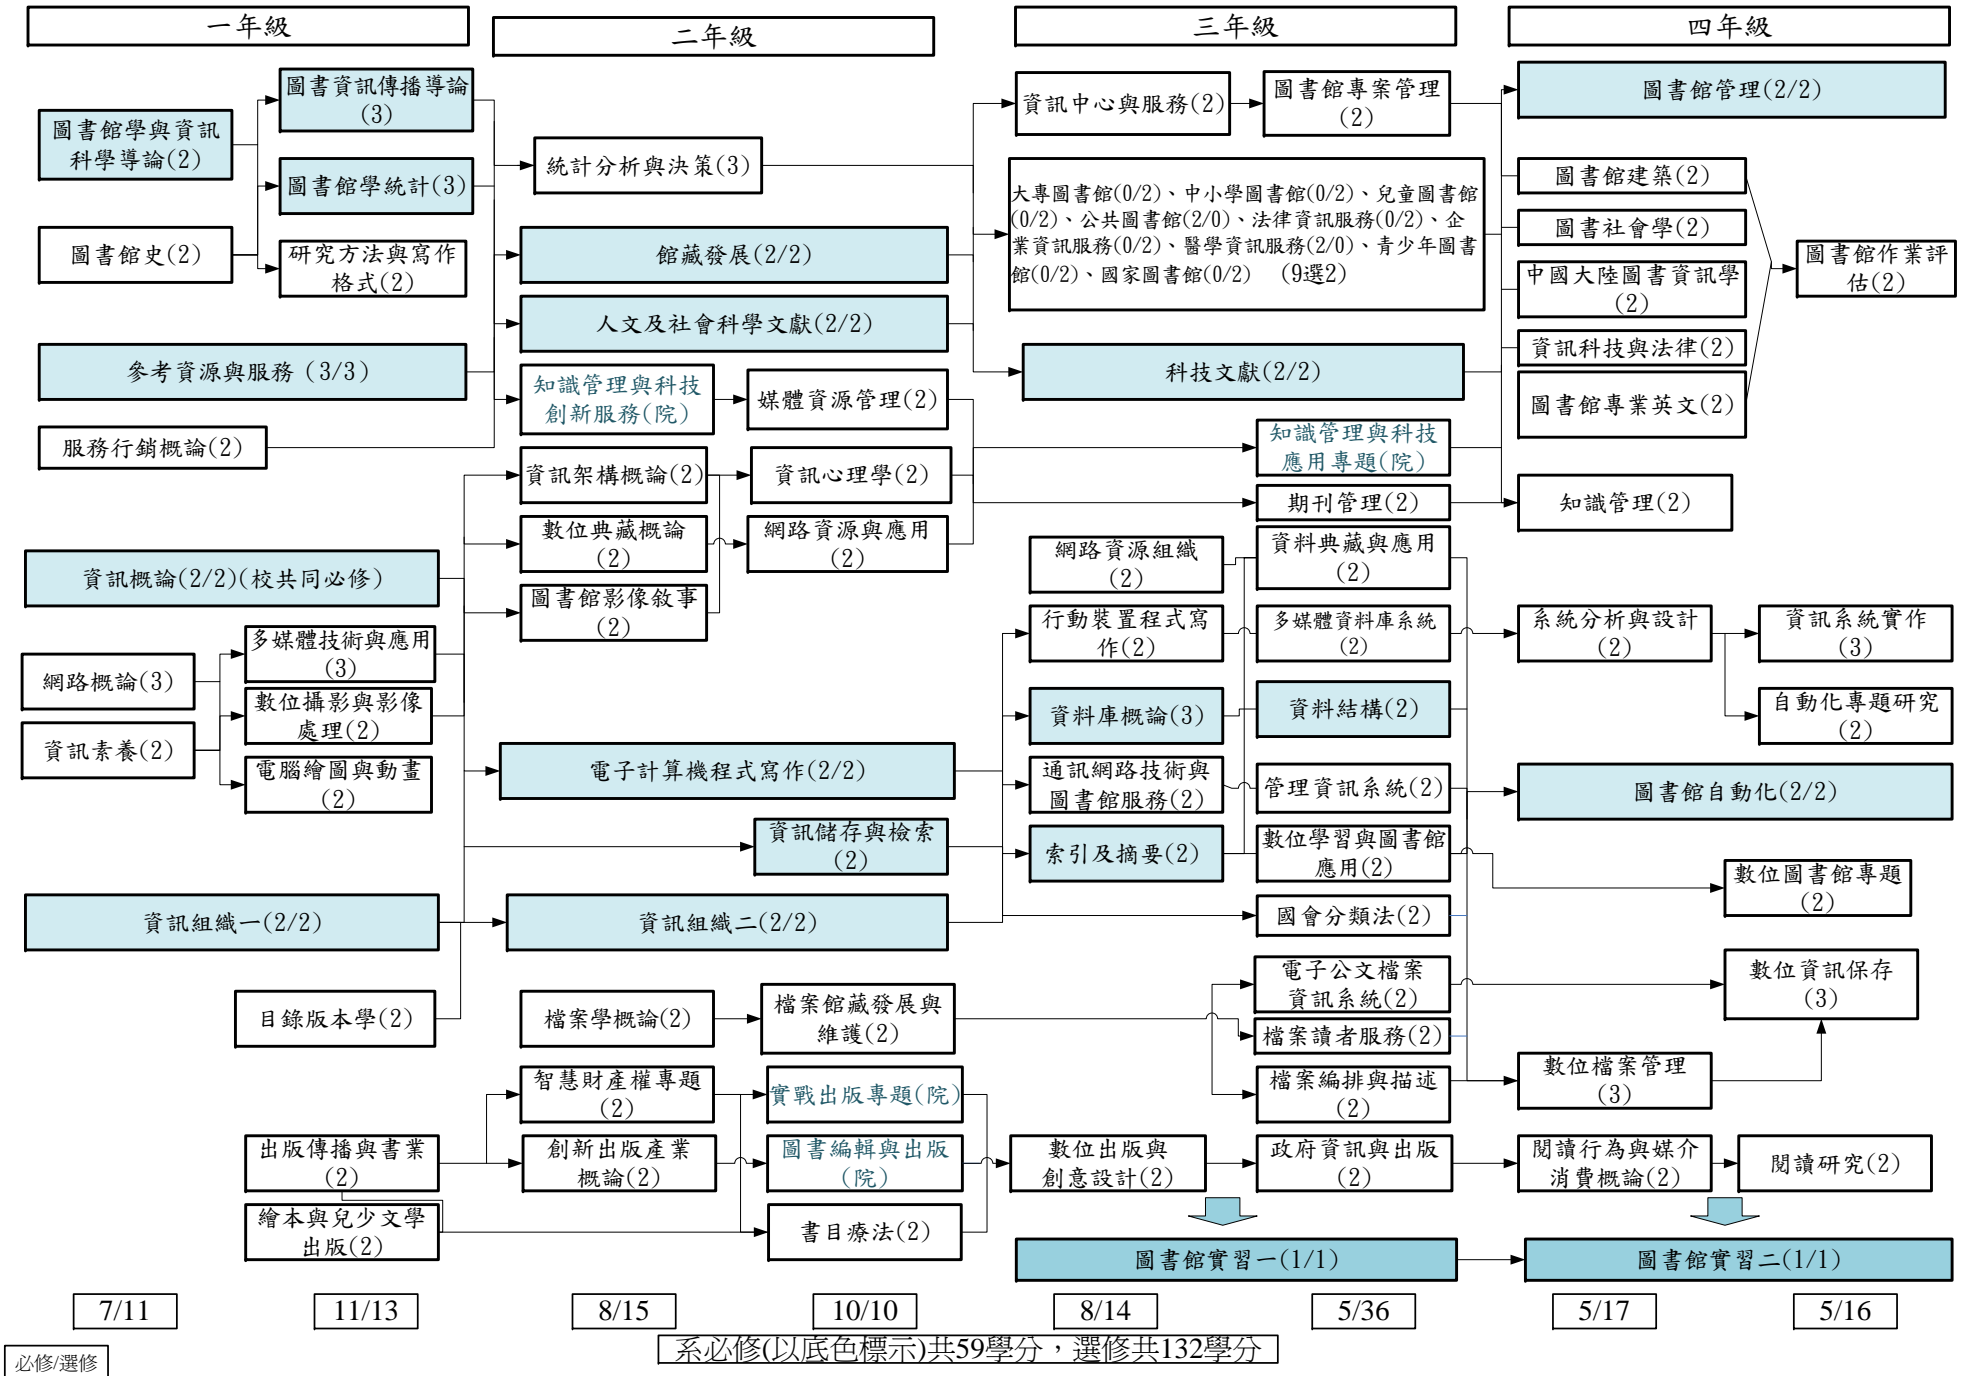 一年級
二年級
三年級
四年級
圖書館學與資訊
科學導論(2)
圖書館史(2)
圖書資訊傳播導論
(3)
圖書館學統計(3)
研究方法與寫作
格式(2)
參考資源與服務 (3/3)
服務行銷概論(2)
資訊概論(2/2)(校共同必修)
網路概論(3)
資訊素養(2)
多媒體技術與應用
(3)
數位攝影與影像
處理(2)
電腦繪圖與動畫
(2)
資訊組織一(2/2)
目錄版本學(2)
出版傳播與書業
(2)
繪本與兒少文學
出版(2)
統計分析與決策(3)
館藏發展(2/2)
人文及社會科學文獻(2/2)
知識管理與科技
創新服務(院)
媒體資源管理(2)
資訊架構概論(2)
資訊心理學(2)
數位典藏概論
(2)
網路資源與應用
(2)
圖書館影像敘事
(2)
電子計算機程式寫作(2/2)
資訊儲存與檢索
(2)
資訊組織二(2/2)
檔案學概論(2)
檔案館藏發展與
維護(2)
智慧財產權專題
(2)
實戰出版專題(院)
創新出版產業
概論(2)
圖書編輯與出版
(院)
書目療法(2)
資訊中心與服務(2)
圖書館專案管理
(2)
大專圖書館(0/2)、中小學圖書館(0/2)、兒童圖書館
(0/2)、公共圖書館(2/0)、法律資訊服務(0/2)、企
業資訊服務(0/2)、醫學資訊服務(2/0)、青少年圖書
館(0/2)、國家圖書館(0/2) (9選2)
科技文獻(2/2)
知識管理與科技
應用專題(院)
期刊管理(2)
網路資源組織
(2)
資料典藏與應用
(2)
行動裝置程式寫
作(2)
多媒體資料庫系統
(2)
資料庫概論(3)
資料結構(2)
通訊網路技術與
圖書館服務(2)
管理資訊系統(2)
索引及摘要(2)
數位學習與圖書館
應用(2)
國會分類法(2)
電子公文檔案
資訊系統(2)
檔案讀者服務(2)
檔案編排與描述
(2)
數位出版與
創意設計(2)
政府資訊與出版
(2)
圖書館實習一(1/1)
圖書館管理(2/2)
圖書館建築(2)
圖書社會學(2)
中國大陸圖書資訊學
(2)
資訊科技與法律(2)
圖書館專業英文(2)
圖書館作業評
估(2)
知識管理(2)
系統分析與設計
(2)
資訊系統實作
(3)
自動化專題研究
(2)
圖書館自動化(2/2)
數位圖書館專題
(2)
數位資訊保存
(3)
數位檔案管理
(3)
閱讀行為與媒介
消費概論(2)
閱讀研究(2)
圖書館實習二(1/1)
7/11
11/13
8/15
10/10
8/14
5/36
5/17
5/16
系必修(以底色標示)共59學分，選修共132學分
必修/選修